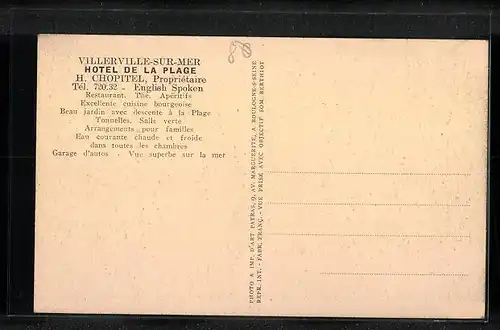 VILLERVILLE-SUR-MER
HOTEL DE LA PLAGE
H. CHOPITEL, Propriétaire
Tél. 720.32 - English Spoken
Restaurant. Thé. Apéritifs
Excellente cuisine bourgeoise
Beau jardin avec descente à la Plage
Tonnelles. Salle verte
Arrangements pour familles
Eau courante chaude et froide
dans toutes les chambres
Garage d'autos - Vue superbe sur la mer
PHOTO & IMP. D'ART PATRAS, 9, AV. MARGUERITE, A BOULOGNE-S-SEINE
REPR. INT. - FABR. FRANÇ. - VUE PRISE AVEC OBJECTIF SOM. BERTHIOT